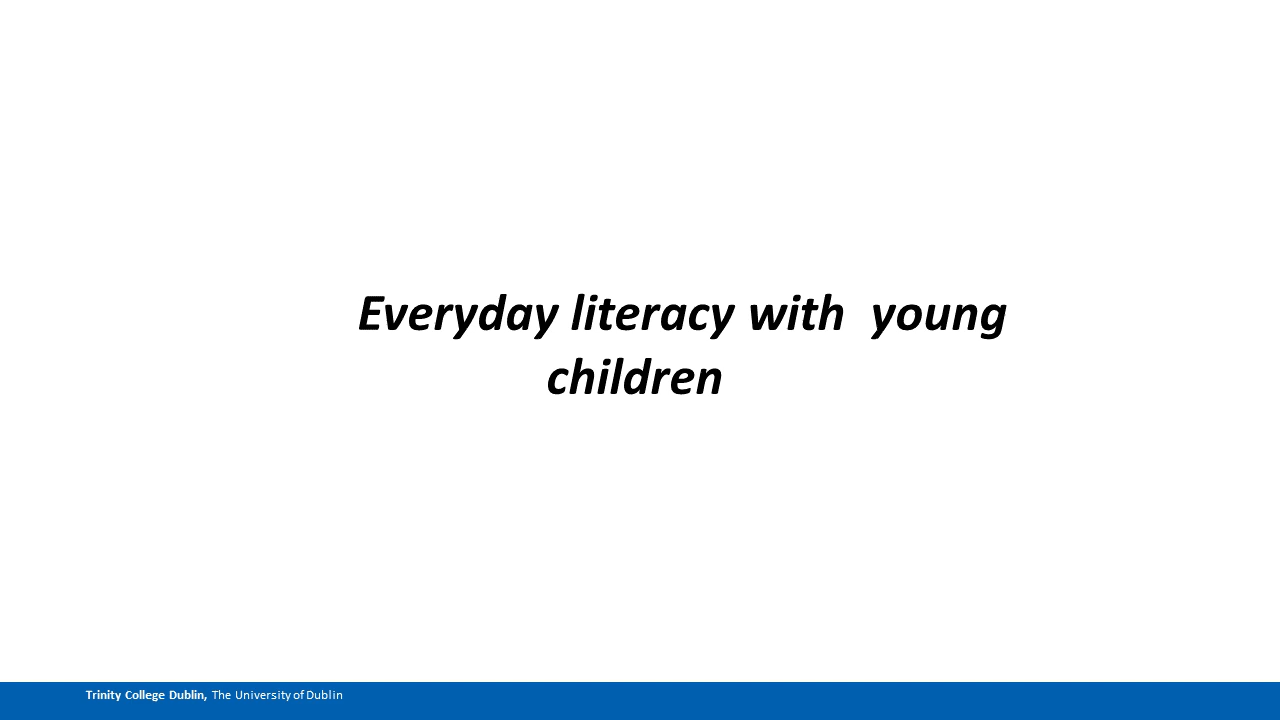 Everyday literacy with  young
children
Trinity College Dublin, The University of Dublin